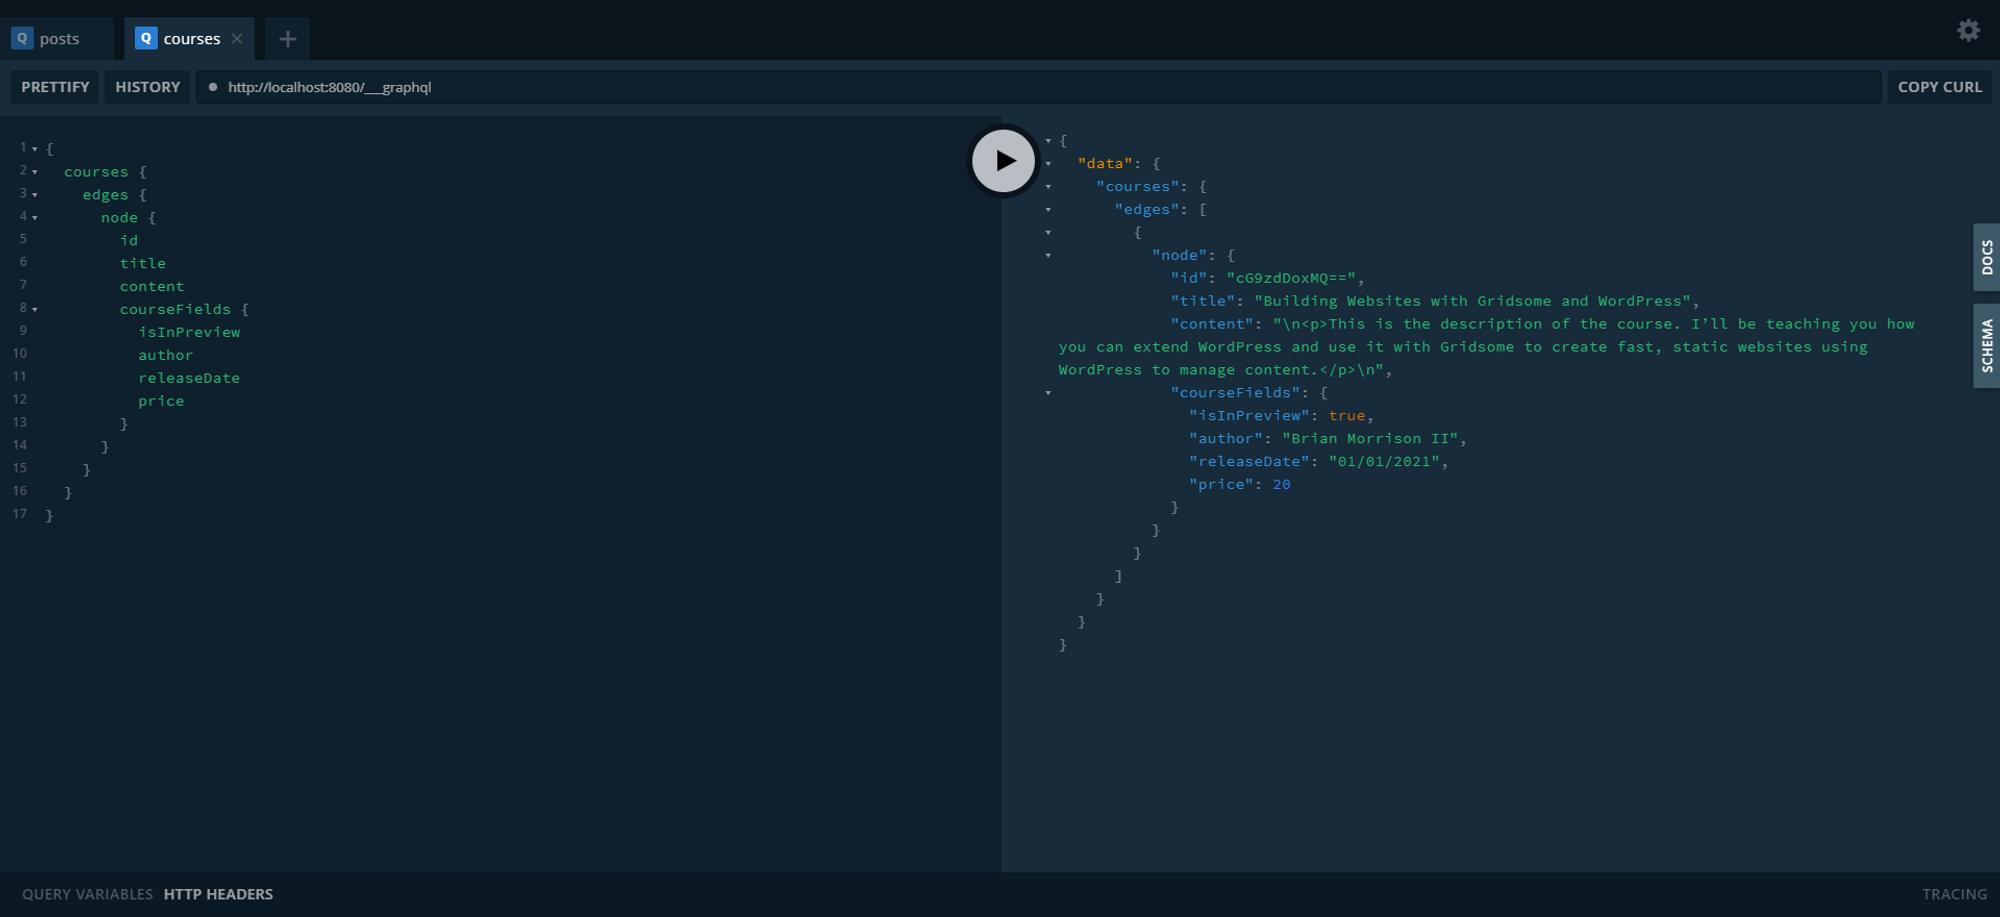 Q posts
Q courses × +
PRETTIFY HISTORY http://localhost:8080/___graphql COPY CURL
1 {
2 courses {
3 edges {
4 node {
5 id
6 title
7 content
8 courseFields {
9 isInPreview
10 author
11 releaseDate
12 price
13 }
14 }
15 }
16 }
17 }
{
"data": {
"courses": {
"edges": [
{
"node": {
"id": "cG9zdDoxMQ==",
"title": "Building Websites with Gridsome and WordPress",
"content": "\n<p>This is the description of the course. I’ll be teaching you how
you can extend WordPress and use it with Gridsome to create fast, static websites using
WordPress to manage content.</p>\n",
"courseFields": {
"isInPreview": true,
"author": "Brian Morrison II",
"releaseDate": "01/01/2021",
"price": 20
}
}
}
]
}
}
}
DOCS
SCHEMA
QUERY VARIABLES HTTP HEADERS TRACING